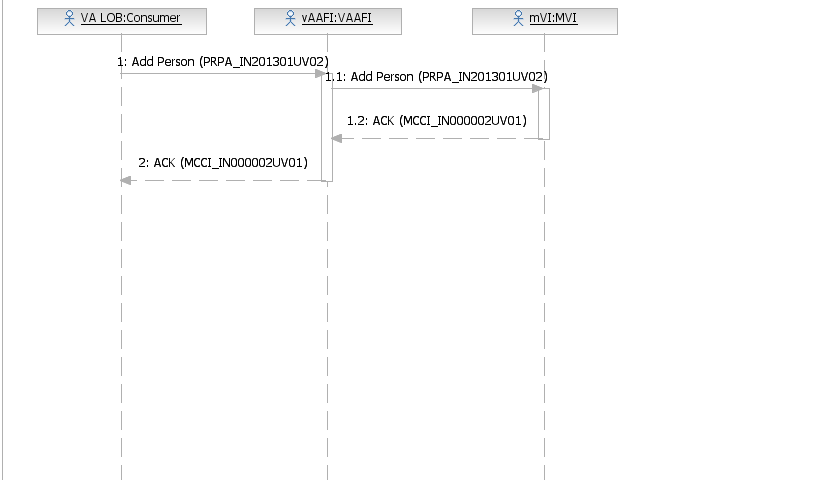 VA LOB:Consumer
vAAFI:VAAFI
mVI:MVI
1: Add Person (PRPA_IN201301UV02)
1.1: Add Person (PRPA_IN201301UV02)
1.2: ACK (MCCI_IN000002UV01)
2: ACK (MCCI_IN000002UV01)